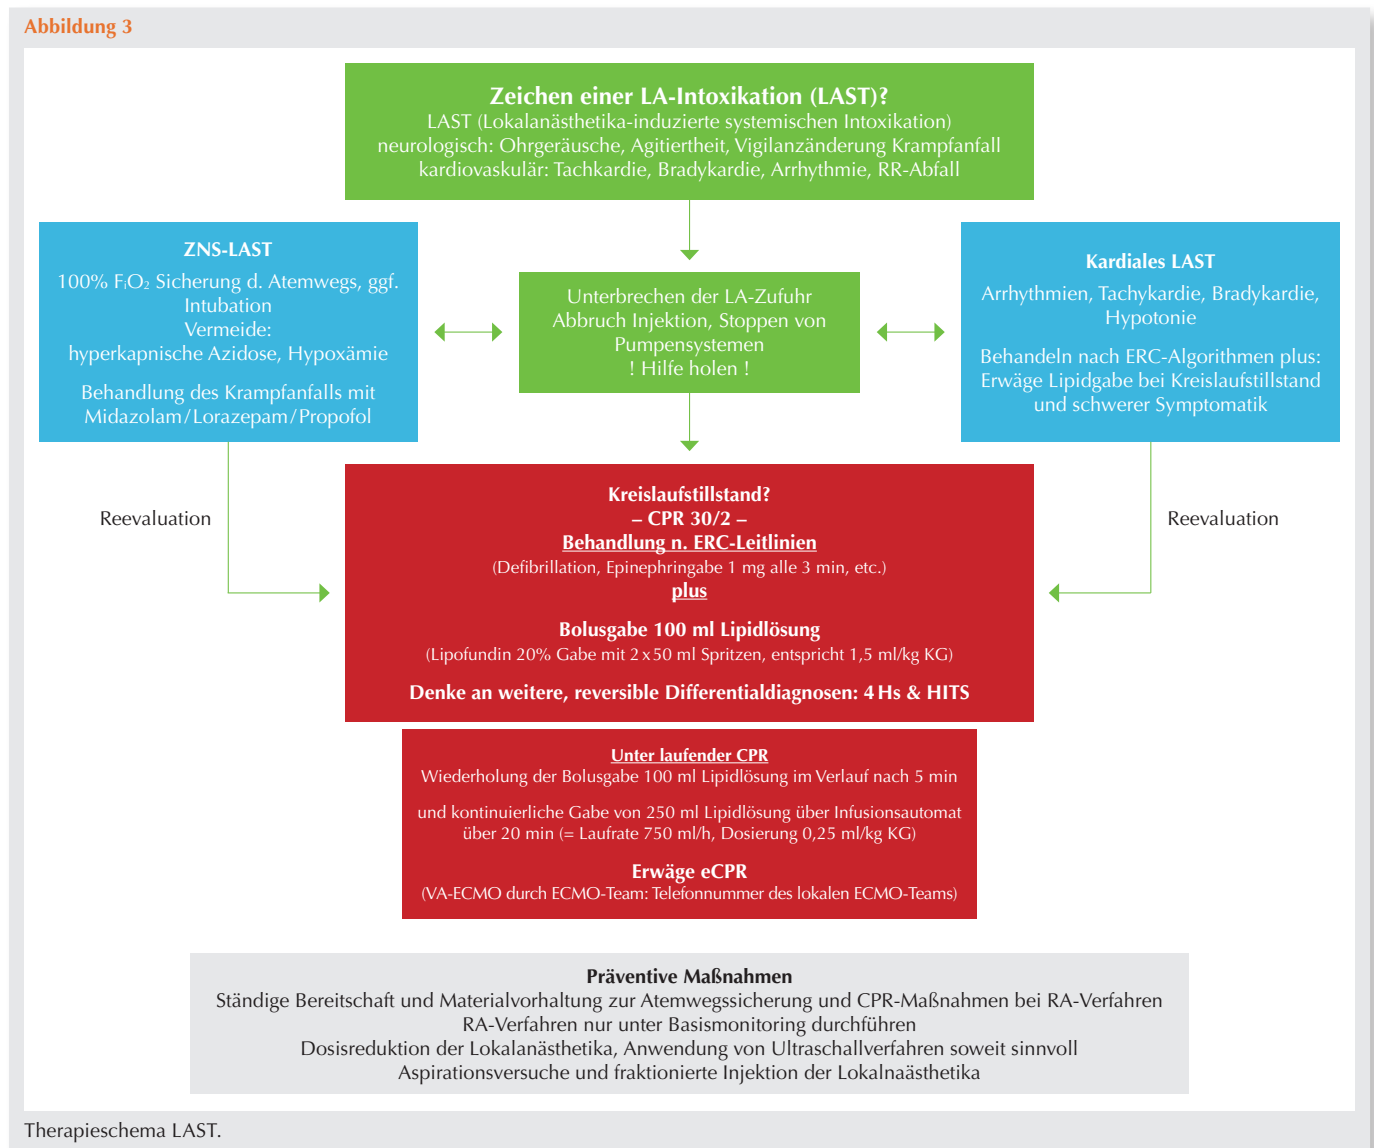 Abbildung 3
Zeichen einer LA-Intoxikation (LAST)?
LAST (Lokalanästhetika-induzierte systemischen Intoxikation)
neurologisch: Ohrgeräusche, Agitiertheit, Vigilanzänderung Krampfanfall
kardiovaskulär: Tachkardie, Bradykardie, Arrhythmie, RR-Abfall
ZNS-LAST
100% FiO2 Sicherung d. Atemwegs, ggf.
Intubation
Vermeide:
hyperkapnische Azidose, Hypoxämie
Behandlung des Krampfanfalls mit
Midazolam/Lorazepam/Propofol
Unterbrechen der LA-Zufuhr
Abbruch Injektion, Stoppen von
Pumpensystemen
! Hilfe holen !
Kardiales LAST
Arrhythmien, Tachykardie, Bradykardie,
Hypotonie
Behandeln nach ERC-Algorithmen plus:
Erwäge Lipidgabe bei Kreislaufstillstand
und schwerer Symptomatik
Reevaluation
Reevaluation
Kreislaufstillstand?
– CPR 30/2 –
Behandlung n. ERC-Leitlinien
(Defibrillation, Epinephringabe 1 mg alle 3 min, etc.)
plus
Bolusgabe 100 ml Lipidlösung
(Lipofundin 20% Gabe mit 2x50 ml Spritzen, entspricht 1,5 ml/kg KG)
Denke an weitere, reversible Differentialdiagnosen: 4 Hs & HITS
Unter laufender CPR
Wiederholung der Bolusgabe 100 ml Lipidlösung im Verlauf nach 5 min
und kontinuierliche Gabe von 250 ml Lipidlösung über Infusionsautomat
über 20 min (= Laufrate 750 ml/h, Dosierung 0,25 ml/kg KG)
Erwäge eCPR
(VA-ECMO durch ECMO-Team: Telefonnummer des lokalen ECMO-Teams)
Präventive Maßnahmen
Ständige Bereitschaft und Materialvorhaltung zur Atemwegssicherung und CPR-Maßnahmen bei RA-Verfahren
RA-Verfahren nur unter Basismonitoring durchführen
Dosisreduktion der Lokalanästhetika, Anwendung von Ultraschallverfahren soweit sinnvoll
Aspirationsversuche und fraktionierte Injektion der Lokalnaästhetika
Therapieschema LAST.